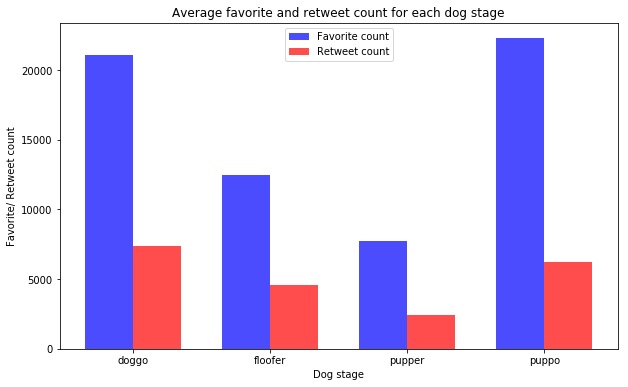 Average favorite and retweet count for each dog stage
Favorite count
Retweet count
Favorite/ Retweet count
20000
15000
10000
5000
0
doggo
floofer
pupper
puppo
Dog stage